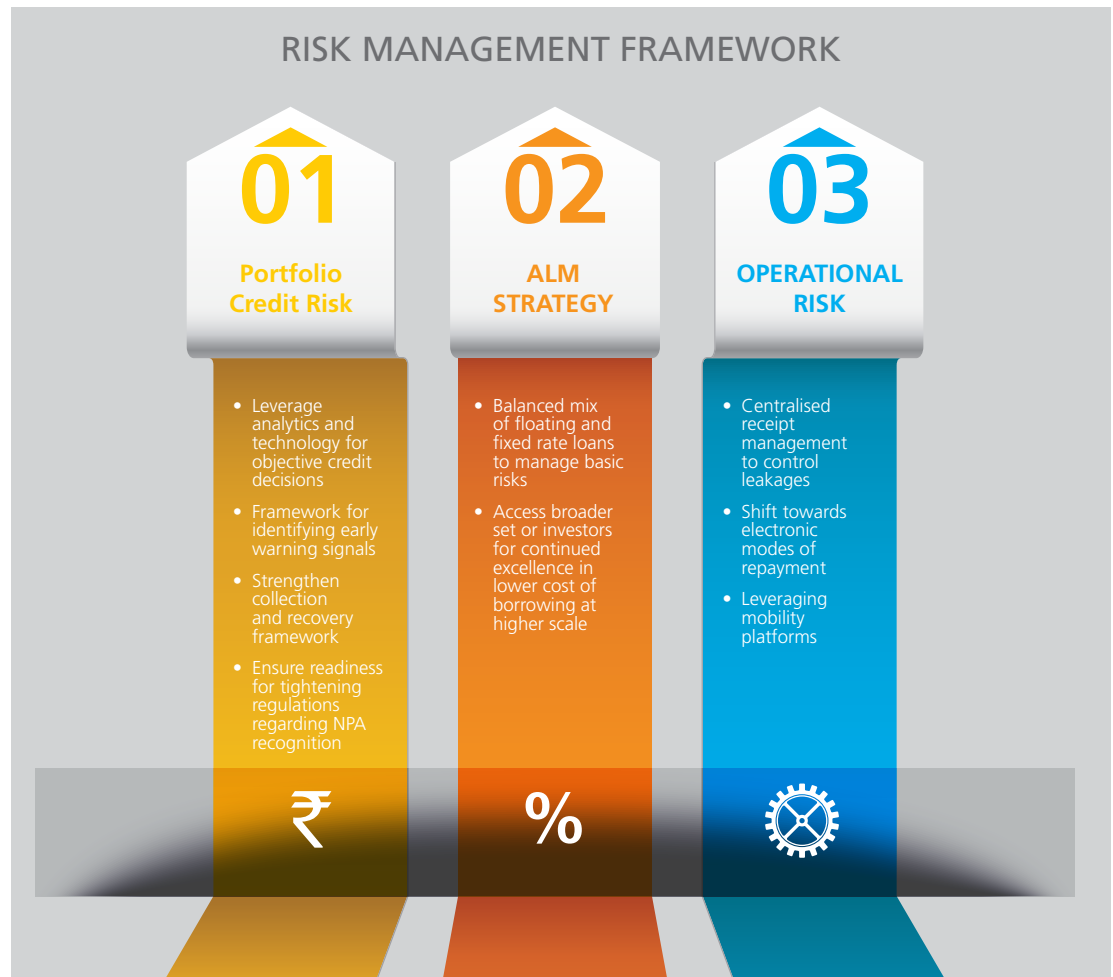 RISK MANAGEMENT FRAMEWORK
01
Portfolio
Credit Risk
• Leverage
analytics and
technology for
objective credit
decisions
• Framework for
identifying early
warning signals
• Strengthen
collection
and recovery
framework
• Ensure readiness
for tightening
regulations
regarding NPA
recognition
₹
02
ALM
STRATEGY
• Balanced mix
of floating and
fixed rate loans
to manage basic
risks
• Access broader
set or investors
for continued
excellence in
lower cost of
borrowing at
higher scale
%
03
OPERATIONAL
RISK
• Centralised
receipt
management
to control
leakages
• Shift towards
electronic
modes of
repayment
• Leveraging
mobility
platforms